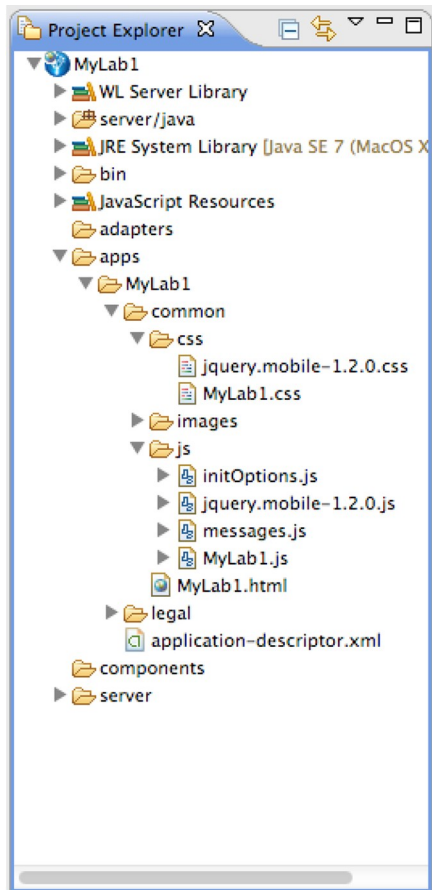 Project Explorer
MyLab1
WL Server Library
server/java
JRE System Library [Java SE 7 (MacOS X
bin
JavaScript Resources
adapters
apps
MyLab1
common
css
jquery.mobile-1.2.0.css
MyLab1.css
images
js
initOptions.js
jquery.mobile-1.2.0.js
messages.js
MyLab1.js
MyLab1.html
legal
application-descriptor.xml
components
server